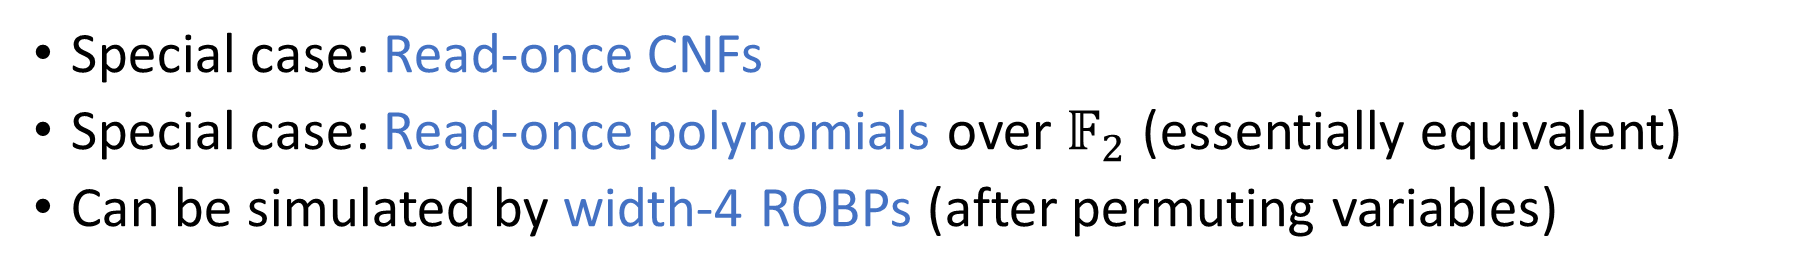 • Special case: Read-once CNFs
• Special case: Read-once polynomials over 𝔽₂ (essentially equivalent)
• Can be simulated by width-4 ROBPs (after permuting variables)